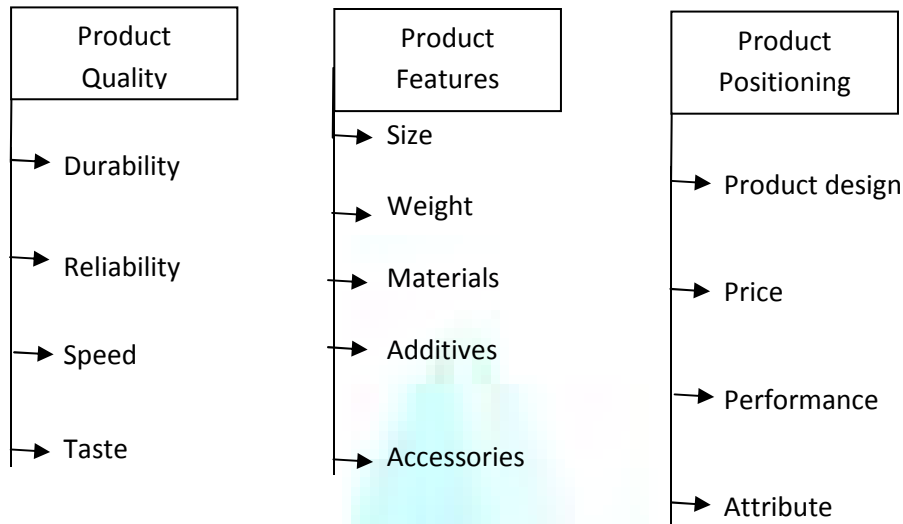 Product
Quality
Durability
Reliability
Speed
Taste
Product
Features
Size
Weight
Materials
Additives
Accessories
Product
Positioning
Product design
Price
Performance
Attribute